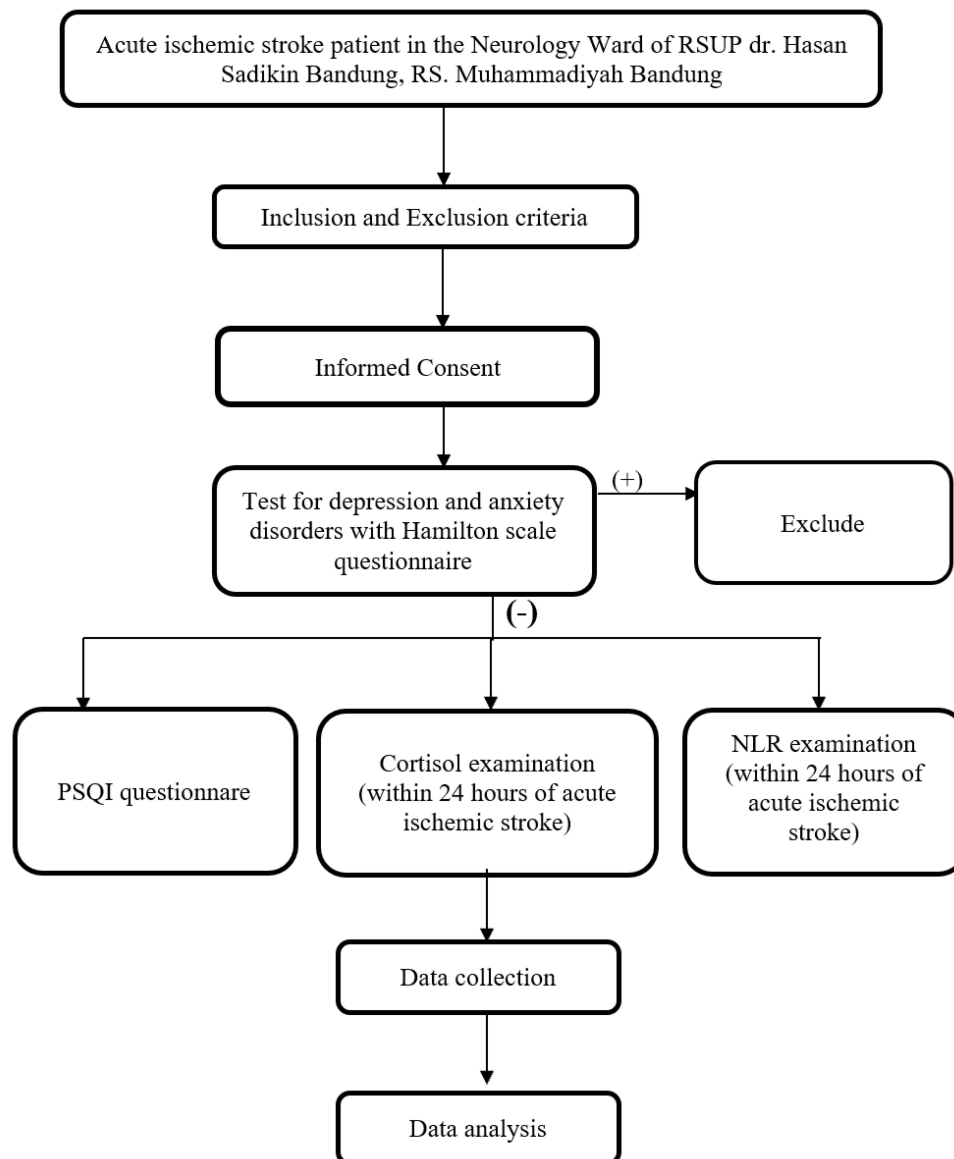 Acute ischemic stroke patient in the Neurology Ward of RSUP dr. Hasan
Sadikin Bandung, RS. Muhammadiyah Bandung
Inclusion and Exclusion criteria
Informed Consent
Test for depression and anxiety
disorders with Hamilton scale
questionnaire
(+)
Exclude
(-)
PSQI questionnare
Cortisol examination
(within 24 hours of acute
ischemic stroke)
NLR examination
(within 24 hours of
acute ischemic
stroke)
Data collection
Data analysis